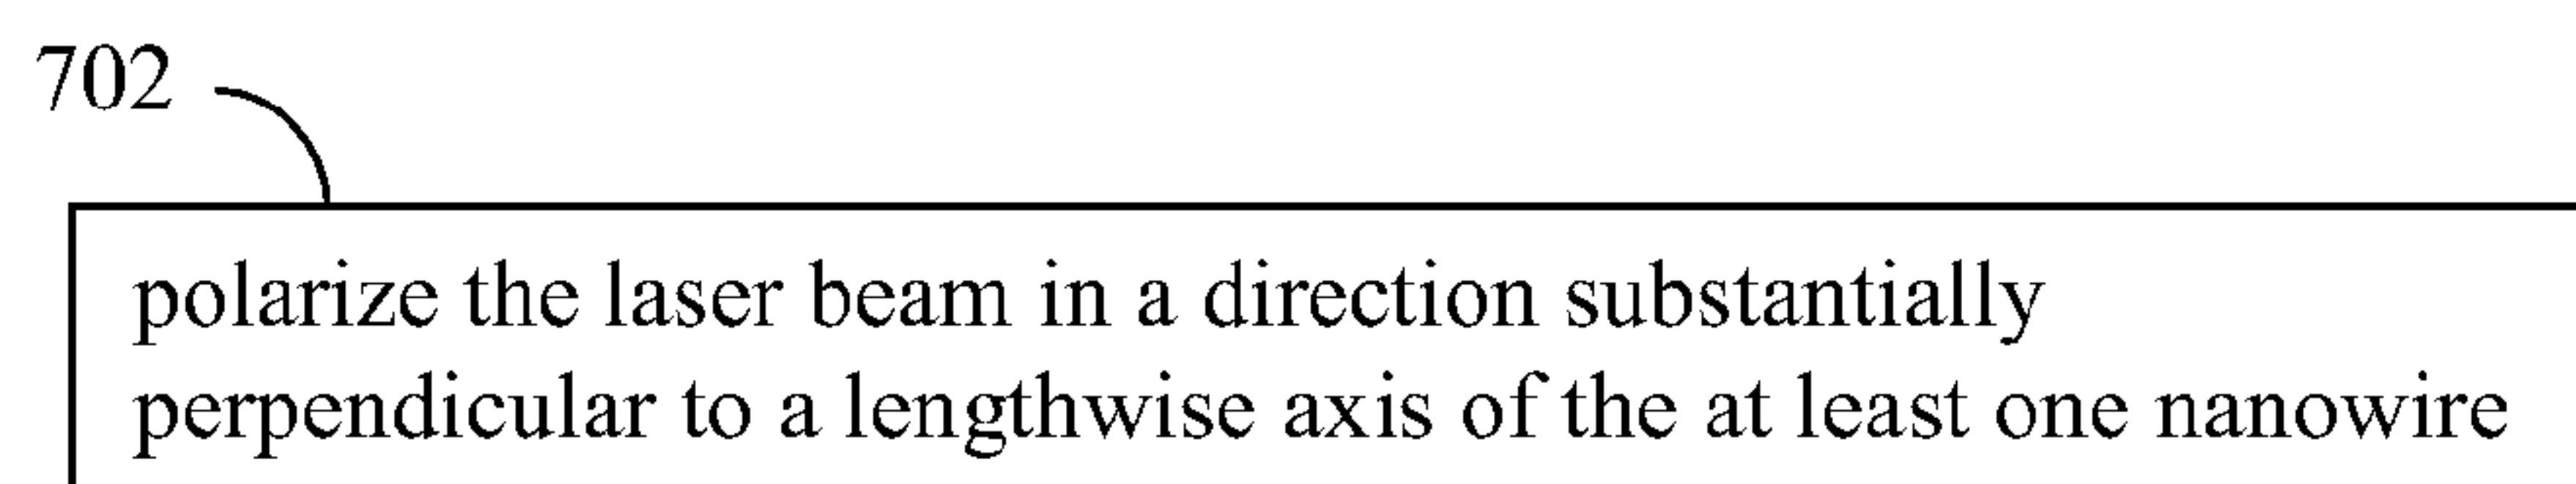 702
polarize the laser beam in a direction substantially
perpendicular to a lengthwise axis of the at least one nanowire